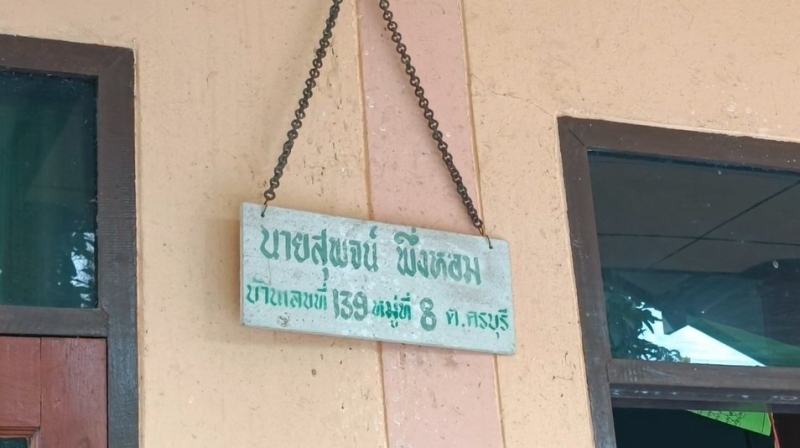 นายสุพจน์ พึ่งหอม
บ้านเลขที่ 139 หมู่ที่ 8 ต.ครบุรี